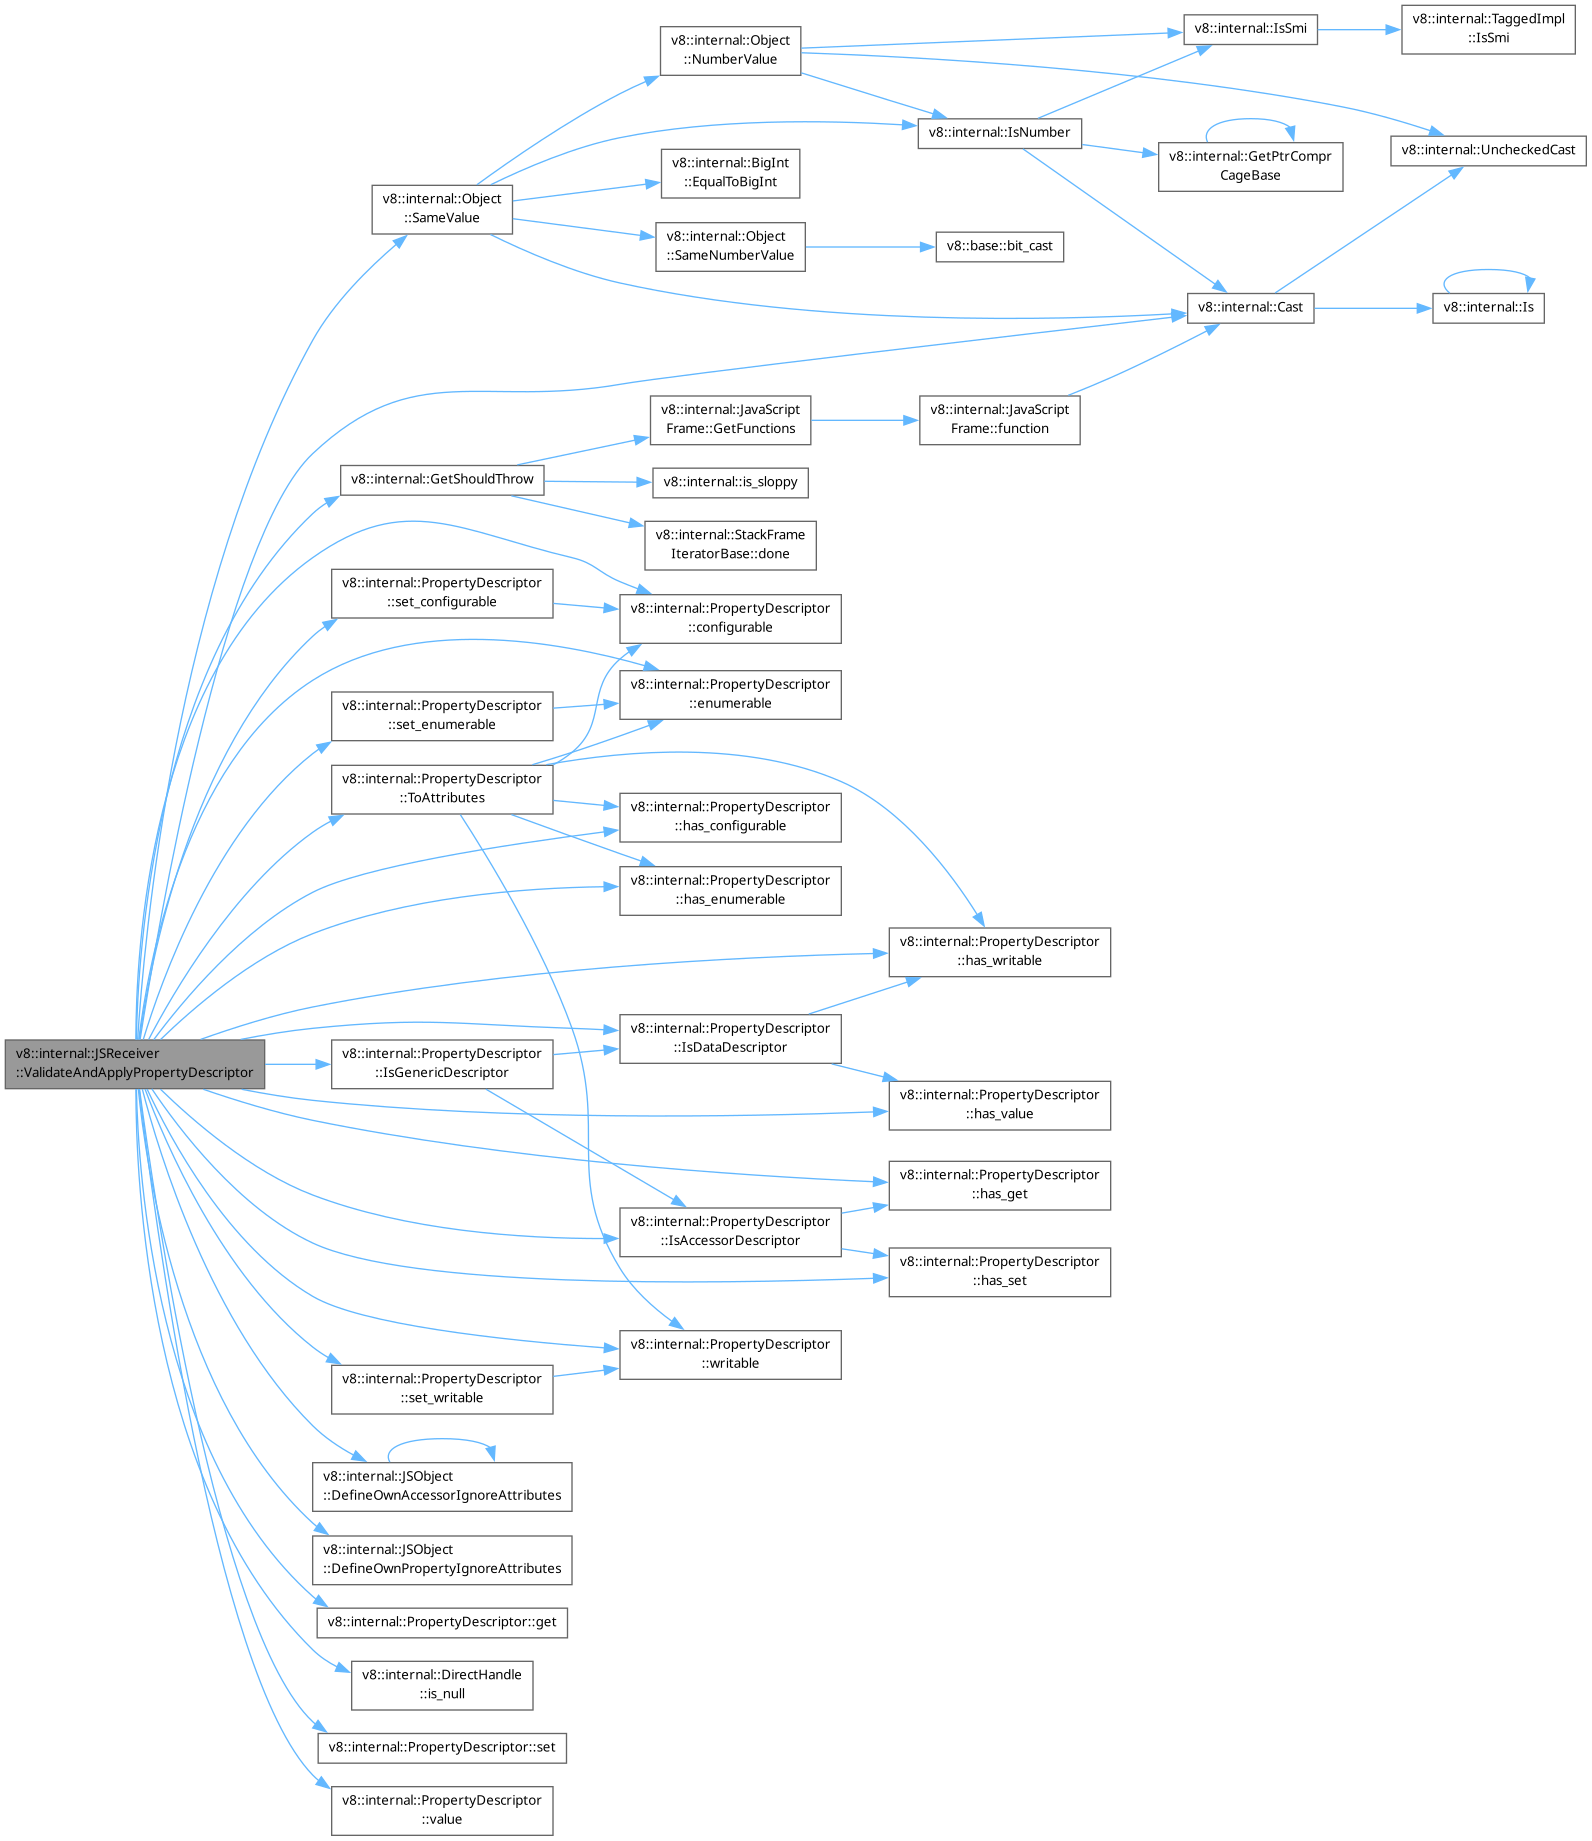 v8::internal::JSReceiver
::ValidateAndApplyPropertyDescriptor
v8::internal::Object
::SameValue
v8::internal::Object
::NumberValue
v8::internal::IsSmi
v8::internal::TaggedImpl
::IsSmi
v8::internal::IsNumber
v8::internal::GetPtrCompr
CageBase
v8::internal::UncheckedCast
v8::internal::BigInt
::EqualToBigInt
v8::internal::Object
::SameNumberValue
v8::base::bit_cast
v8::internal::Cast
v8::internal::Is
v8::internal::GetShouldThrow
v8::internal::JavaScript
Frame::GetFunctions
v8::internal::JavaScript
Frame::function
v8::internal::is_sloppy
v8::internal::StackFrame
IteratorBase::done
v8::internal::PropertyDescriptor
::set_configurable
v8::internal::PropertyDescriptor
::configurable
v8::internal::PropertyDescriptor
::set_enumerable
v8::internal::PropertyDescriptor
::enumerable
v8::internal::PropertyDescriptor
::ToAttributes
v8::internal::PropertyDescriptor
::has_configurable
v8::internal::PropertyDescriptor
::has_enumerable
v8::internal::PropertyDescriptor
::has_writable
v8::internal::PropertyDescriptor
::IsGenericDescriptor
v8::internal::PropertyDescriptor
::IsDataDescriptor
v8::internal::PropertyDescriptor
::has_value
v8::internal::PropertyDescriptor
::has_get
v8::internal::PropertyDescriptor
::IsAccessorDescriptor
v8::internal::PropertyDescriptor
::has_set
v8::internal::PropertyDescriptor
::writable
v8::internal::PropertyDescriptor
::set_writable
v8::internal::JSObject
::DefineOwnAccessorIgnoreAttributes
v8::internal::JSObject
::DefineOwnPropertyIgnoreAttributes
v8::internal::PropertyDescriptor::get
v8::internal::DirectHandle
::is_null
v8::internal::PropertyDescriptor::set
v8::internal::PropertyDescriptor
::value